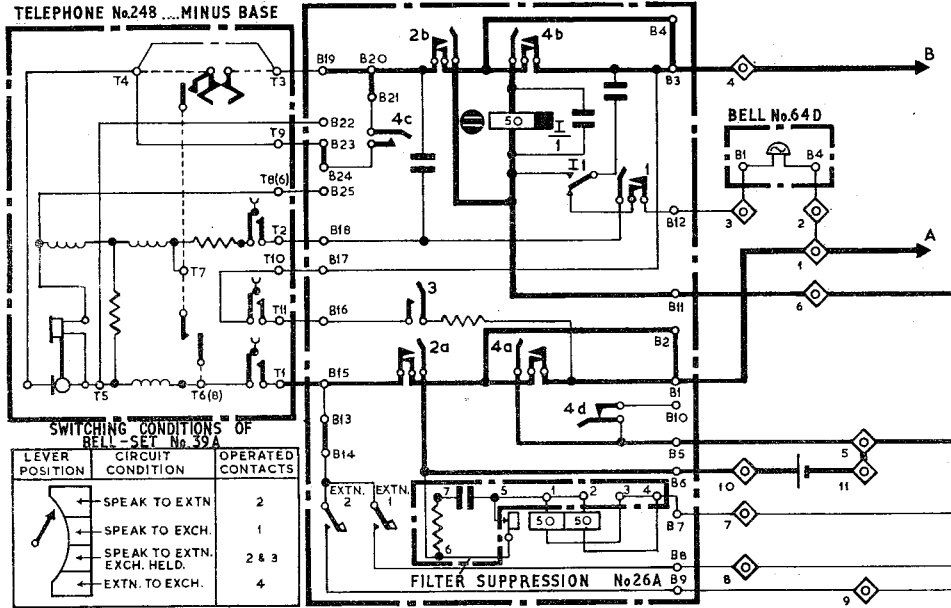 TELEPHONE No.248 ....MINUS BASE
2b
4b
B4
B
T4
T3
B19
B20
B3
4
B21
4c
BELL No.64D
B22
50
I
1
T9
B23
B1
B4
B24
I1
1
T8(6)
B25
T2
B18
B12
3
2
A
T10
B17
1
T7
B11
6
T11
B16
3
2a
4a
B2
T1
B15
B1
T5
T6(8)
B10
4d
B13
B5
5
SWITCHING CONDITIONS OF
BELL-SET No.39A
B14
B6
10
11
LEVER POSITION
CIRCUIT CONDITION
OPERATED CONTACTS
EXTN. 2
EXTN. 1
7
5
1
2
3
4
SPEAK TO EXTN
2
B7
7
50
50
SPEAK TO EXCH.
1
6
SPEAK TO EXTN. EXCH. HELD.
2 & 3
B8
8
EXTN. TO EXCH.
4
FILTER SUPPRESSION No26A
B9
9